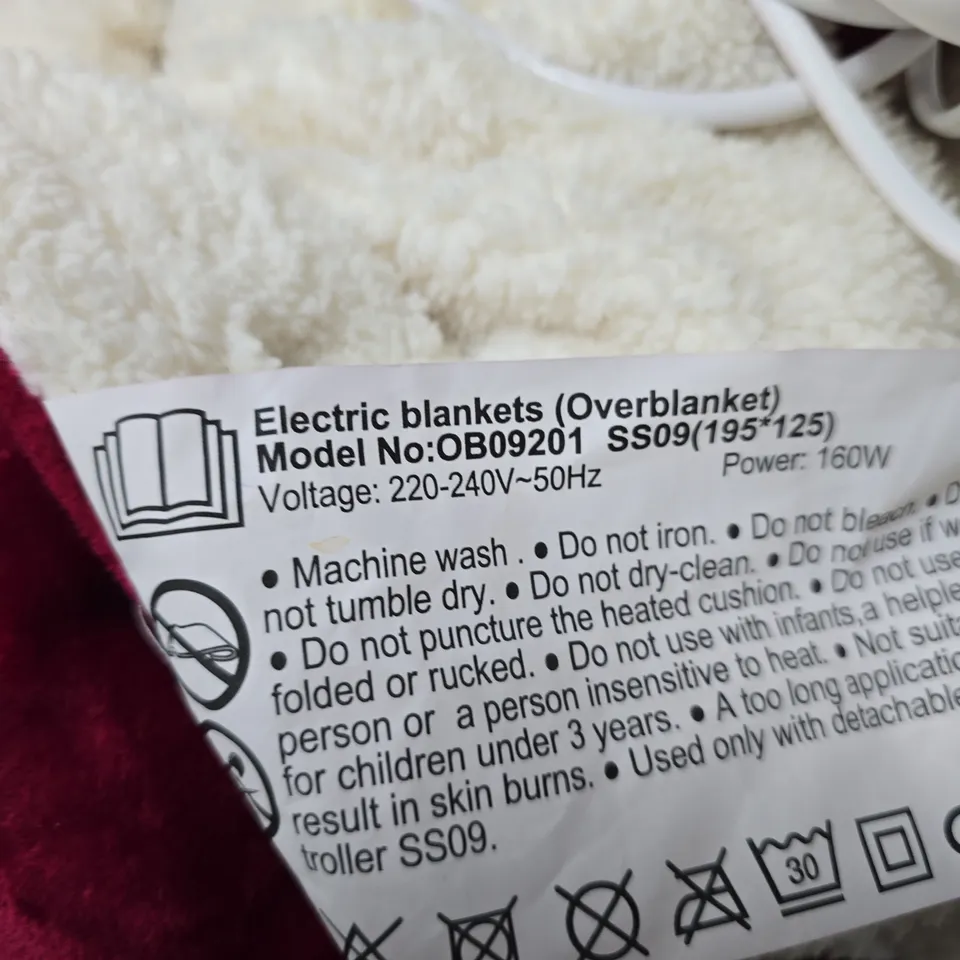 Electric blankets (Overblanket)
Model No:OB09201 SS09(195*125)
Voltage: 220-240V~50Hz Power: 160W
• Machine wash . • Do not iron. • Do not bleach. • D
not tumble dry. • Do not dry-clean. • Do not use if w
• Do not puncture the heated cushion. • Do not use
folded or rucked. • Do not use with infants,a helple
person or a person insensitive to heat. • Not suita
for children under 3 years. • A too long applicatio
result in skin burns. • Used only with detachable
troller SS09.
30